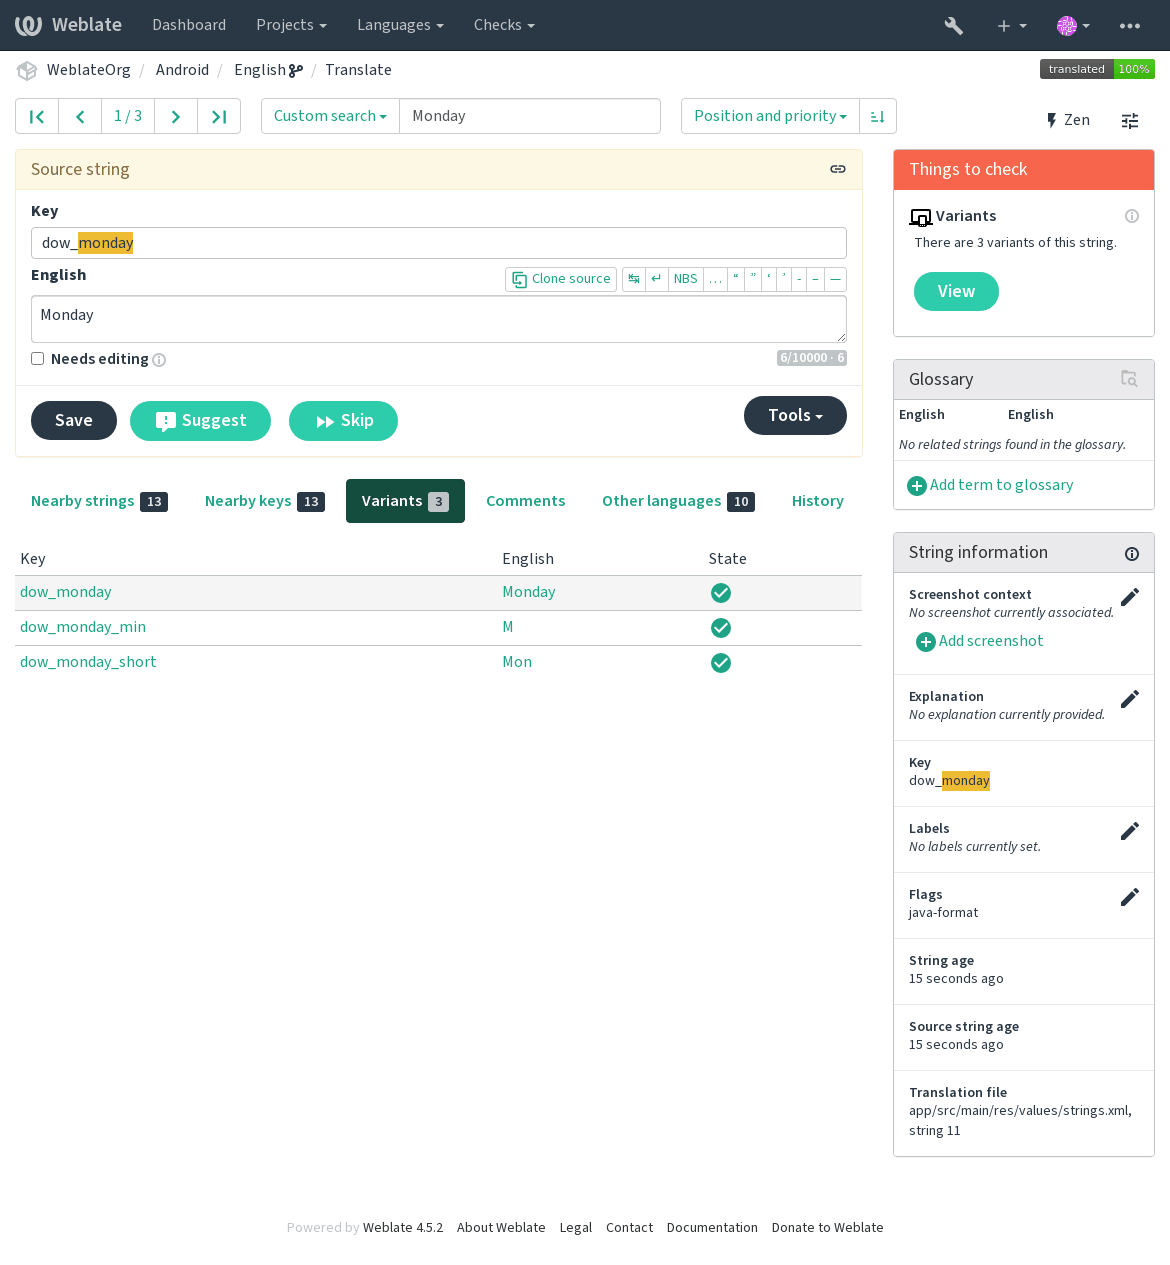 Weblate Dashboard Projects Languages Checks
WeblateOrg / Android / English / Translate
translated 100%
1 / 3
Custom search Monday
Position and priority
Zen
Source string
Key
dow_monday
English
Clone source ↹ ↵ NBS … “ ” ‘ ’ - – —
Monday
Needs editing
6/10000 · 6
Save Suggest Skip Tools
Nearby strings 13 Nearby keys 13 Variants 3 Comments Other languages 10 History
Key English State
dow_monday Monday
dow_monday_min M
dow_monday_short Mon
Things to check
Variants
There are 3 variants of this string.
View
Glossary
English English
No related strings found in the glossary.
Add term to glossary
String information
Screenshot context
No screenshot currently associated.
Add screenshot
Explanation
No explanation currently provided.
Key
dow_monday
Labels
No labels currently set.
Flags
java-format
String age
15 seconds ago
Source string age
15 seconds ago
Translation file
app/src/main/res/values/strings.xml,
string 11
Powered by Weblate 4.5.2 About Weblate Legal Contact Documentation Donate to Weblate